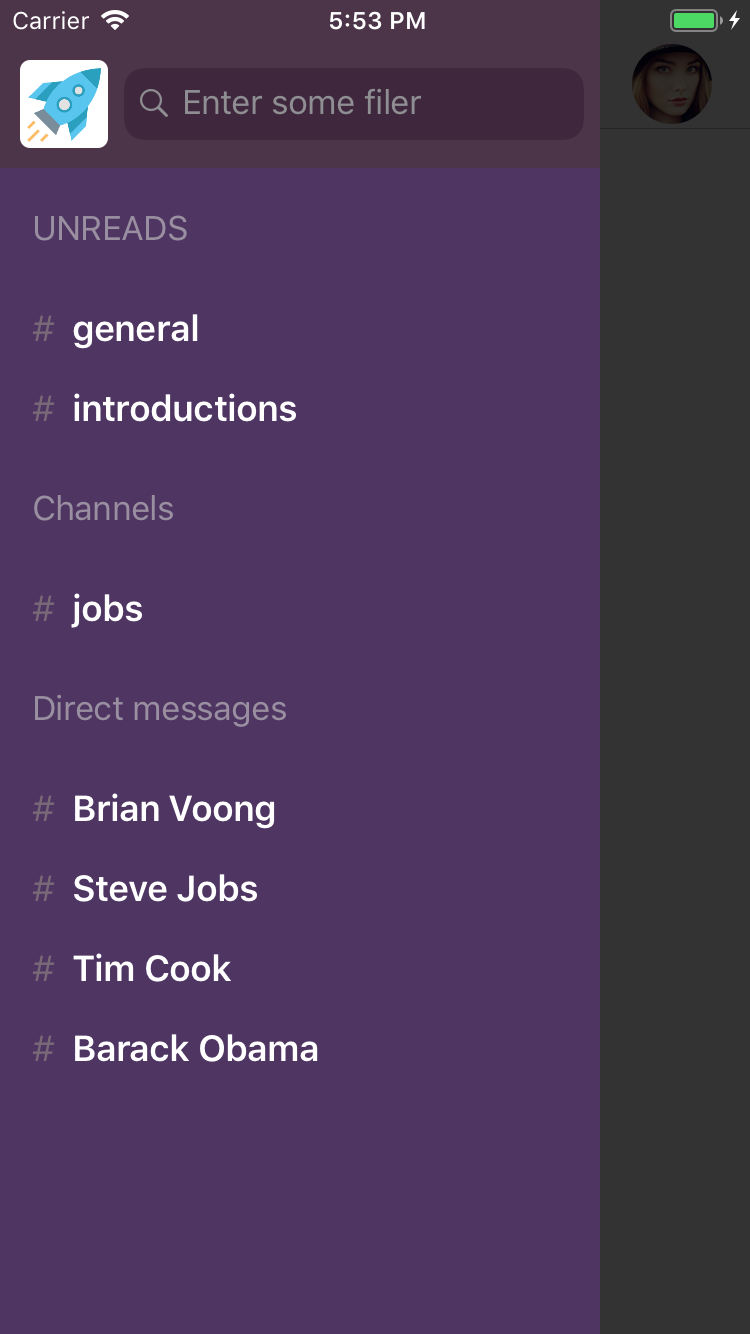 Carrier 5:53 PM
Enter some filer
UNREADS
# general
# introductions
Channels
# jobs
Direct messages
# Brian Voong
# Steve Jobs
# Tim Cook
# Barack Obama